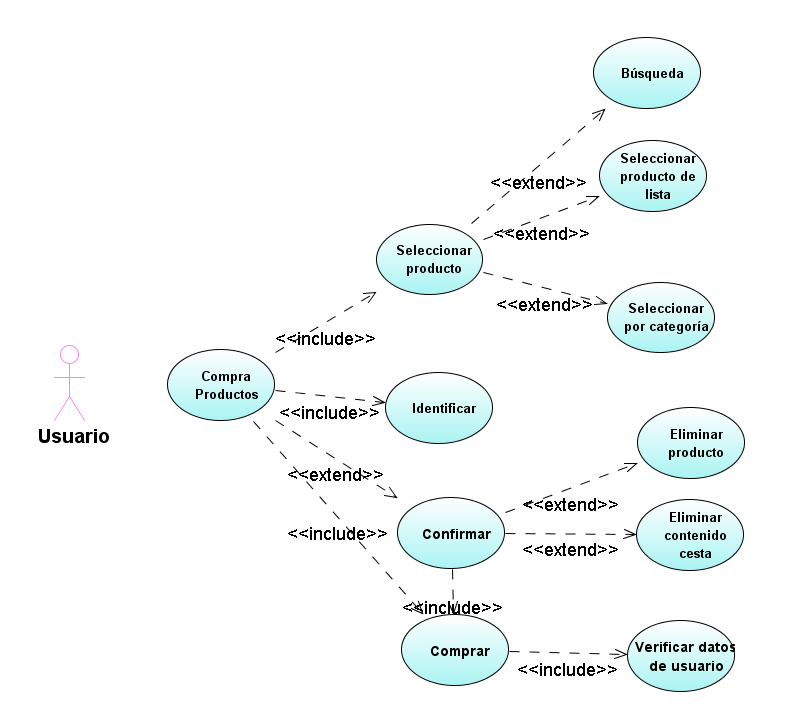 Búsqueda
Seleccionar
producto de
lista
<<extend>>
<<extend>>
Seleccionar
producto
<<extend>>
Seleccionar
por categoría
<<include>>
Compra
Productos
Usuario
<<include>>
Identificar
Eliminar
producto
<<extend>>
<<extend>>
Eliminar
contenido
cesta
<<include>>
Confirmar
<<extend>>
<<include>>
Comprar
<<include>>
Verificar datos
de usuario